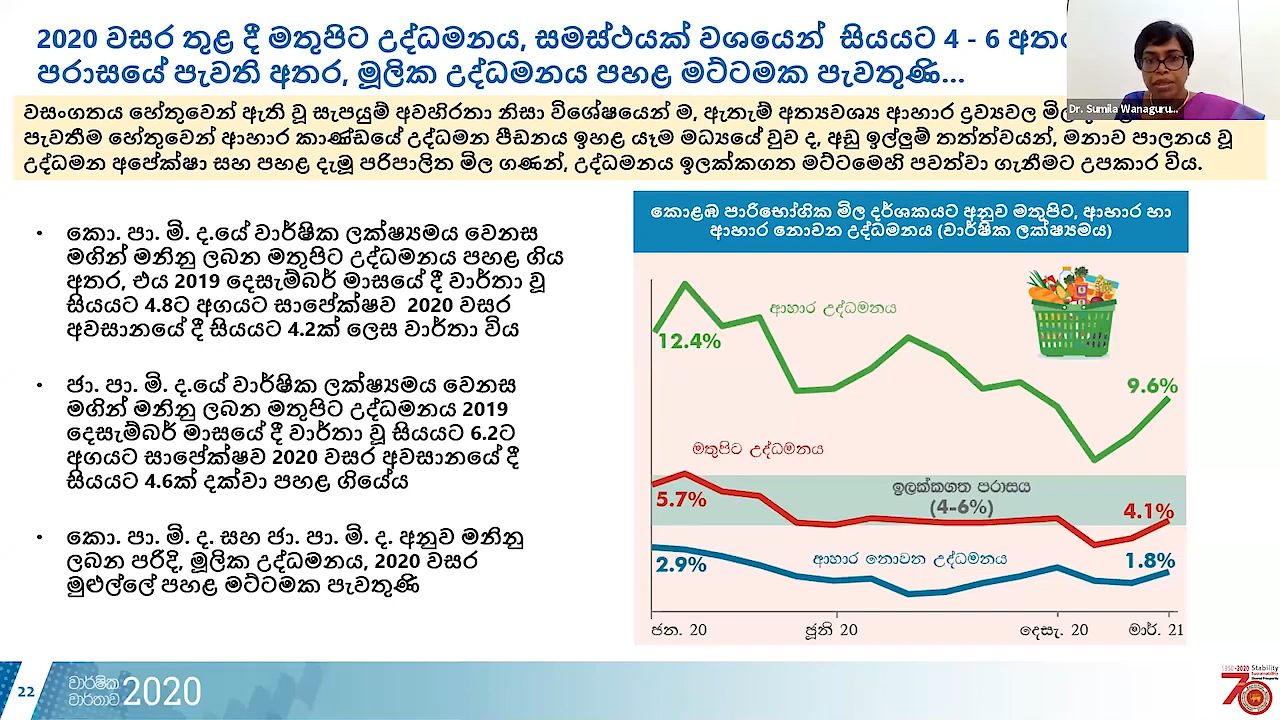 2020 වසර තුළ දී මතුපිට උද්ධමනය, සමස්ථයක් වශයෙන් සියයට 4 - 6 අතර
පරාසයේ පැවති අතර, මූලික උද්ධමනය පහළ මට්ටමක පැවතුණි...
Dr. Sumila Wanaguru...
වසංගතය හේතුවෙන් ඇති වූ සැපයුම් අවහිරතා නිසා විශේෂයෙන් ම, ඇතැම් අත්‍යවශ්‍ය ආහාර ද්‍රව්‍යවල මිල
පැවතීම හේතුවෙන් ආහාර කාණ්ඩයේ උද්ධමන පීඩනය ඉහළ යෑම මධ්‍යයේ වුව ද, අඩු ඉල්ලුම් තත්ත්වයන්, මනාව පාලනය වූ
උද්ධමන අපේක්ෂා සහ පහළ දැමූ පරිපාලිත මිල ගණන්, උද්ධමනය ඉලක්කගත මට්ටමෙහි පවත්වා ගැනීමට උපකාර විය.
• කො. පා. මි. ද.යේ වාර්ෂික ලක්ෂ්‍යමය වෙනස
මගින් මනිනු ලබන මතුපිට උද්ධමනය පහළ ගිය
අතර, එය 2019 දෙසැම්බර් මාසයේ දී වාර්තා වූ
සියයට 4.8ට අගයට සාපේක්ෂව 2020 වසර
අවසානයේ දී සියයට 4.2ක් ලෙස වාර්තා විය
• ජා. පා. මි. ද.යේ වාර්ෂික ලක්ෂ්‍යමය වෙනස
මගින් මනිනු ලබන මතුපිට උද්ධමනය 2019
දෙසැම්බර් මාසයේ දී වාර්තා වූ සියයට 6.2ට
අගයට සාපේක්ෂව 2020 වසර අවසානයේ දී
සියයට 4.6ක් දක්වා පහළ ගියේය
• කො. පා. මි. ද. සහ ජා. පා. මි. ද. අනුව මනිනු
ලබන පරිදි, මූලික උද්ධමනය, 2020 වසර
මුළුල්ලේ පහළ මට්ටමක පැවතුණි
කොළඹ පාරිභෝගික මිල දර්ශකයට අනුව මතුපිට, ආහාර හා
ආහාර නොවන උද්ධමනය (වාර්ෂික ලක්ෂ්‍යමය)
ආහාර උද්ධමනය
12.4%
9.6%
මතුපිට උද්ධමනය
ඉලක්කගත පරාසය
(4-6%)
5.7%
4.1%
ආහාර නොවන උද්ධමනය
2.9%
1.8%
ජන. 20
ජූනි 20
දෙසැ. 20
මාර්. 21
22
වාර්ෂික
වාර්තාව
2020
1950-2020 Stability
Sustainability
Shared Prosperity
70